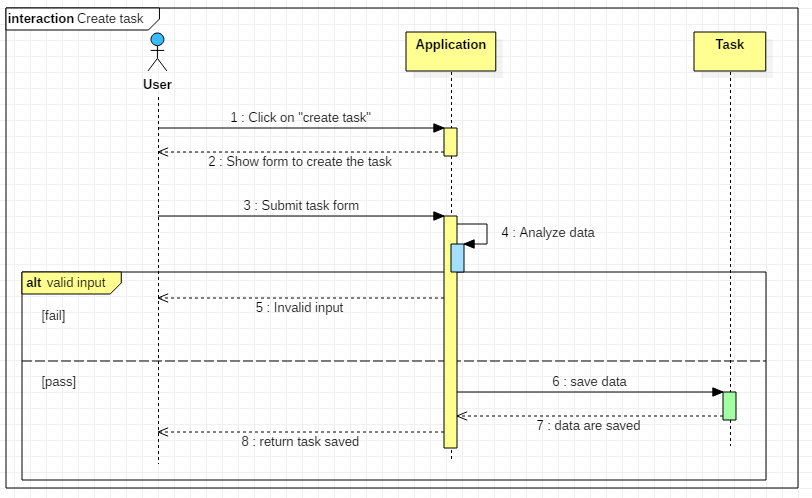 interaction Create task
User
Application
Task
1 : Click on "create task"
2 : Show form to create the task
3 : Submit task form
4 : Analyze data
alt valid input
5 : Invalid input
[fail]
[pass]
6 : save data
7 : data are saved
8 : return task saved